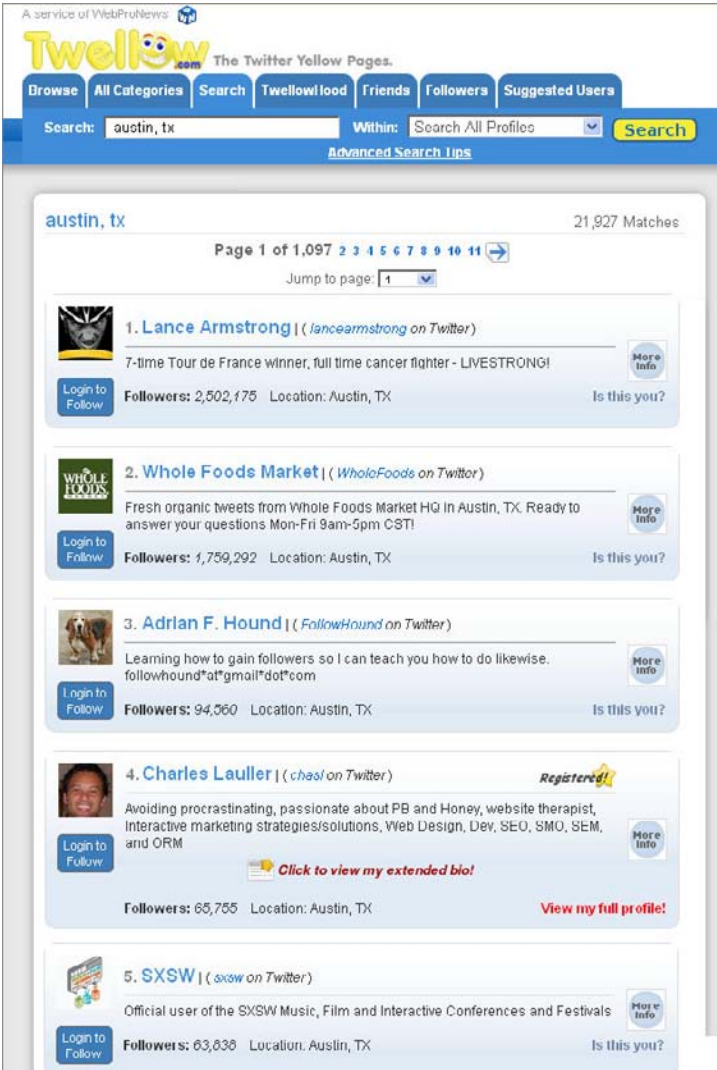 A service of WebProNews
Twellow.com The Twitter Yellow Pages.
Browse All Categories Search TwellowHood Friends Followers Suggested Users
Search: austin, tx Within: Search All Profiles Search
Advanced Search Tips
austin, tx 21,927 Matches
Page 1 of 1,097 2 3 4 5 6 7 8 9 10 11
Jump to page: 1
1. Lance Armstrong | ( lancearmstrong on Twitter )
7-time Tour de France winner, full time cancer fighter - LIVESTRONG!
More Info
Login to Follow
Followers: 2,502,175 Location: Austin, TX Is this you?
WHOLE FOODS MARKET
2. Whole Foods Market | ( WholeFoods on Twitter )
Fresh organic tweets from Whole Foods Market HQ in Austin, TX. Ready to
answer your questions Mon-Fri 9am-5pm CST!
More Info
Login to Follow
Followers: 1,759,292 Location: Austin, TX Is this you?
3. Adrian F. Hound | ( FollowHound on Twitter )
Learning how to gain followers so I can teach you how to do likewise.
followhound*at*gmail*dot*com
More Info
Login to Follow
Followers: 94,560 Location: Austin, TX Is this you?
4. Charles Lauller | ( chasl on Twitter ) Registered!
Avoiding procrastinating, passionate about PB and Honey, website therapist,
Interactive marketing strategies/solutions, Web Design, Dev, SEO, SMO, SEM,
and ORM
More Info
Login to Follow
Click to view my extended bio!
Followers: 65,755 Location: Austin, TX View my full profile!
5. SXSW | ( sxsw on Twitter )
Official user of the SXSW Music, Film and Interactive Conferences and Festivals
More Info
Login to Follow
Followers: 63,838 Location: Austin, TX Is this you?